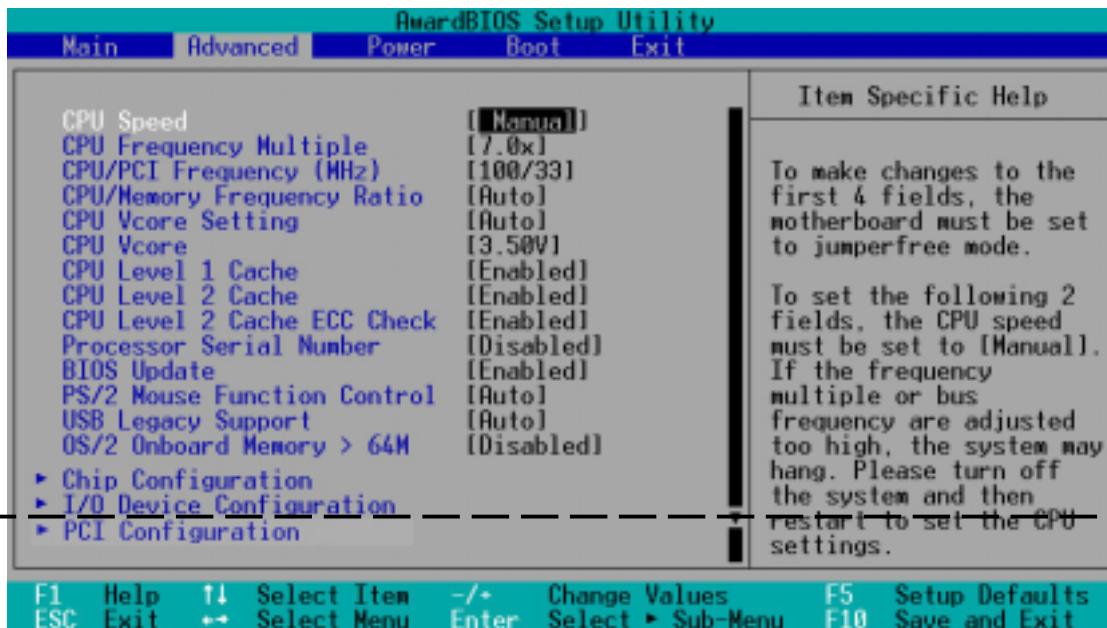 AwardBIOS Setup Utility
Main Advanced Power Boot Exit
CPU Speed [ Manual]
CPU Frequency Multiple [7.0x]
CPU/PCI Frequency (MHz) [100/33]
CPU/Memory Frequency Ratio [Auto]
CPU Vcore Setting [Auto]
CPU Vcore [3.50V]
CPU Level 1 Cache [Enabled]
CPU Level 2 Cache [Enabled]
CPU Level 2 Cache ECC Check [Enabled]
Processor Serial Number [Disabled]
BIOS Update [Enabled]
PS/2 Mouse Function Control [Auto]
USB Legacy Support [Auto]
OS/2 Onboard Memory > 64M [Disabled]
► Chip Configuration
► I/O Device Configuration
► PCI Configuration
Item Specific Help
To make changes to the
first 4 fields, the
motherboard must be set
to jumperfree mode.
To set the following 2
fields, the CPU speed
must be set to [Manual].
If the frequency
multiple or bus
frequency are adjusted
too high, the system may
hang. Please turn off
the system and then
restart to set the CPU
settings.
F1 Help ↑↓ Select Item -/+ Change Values F5 Setup Defaults
ESC Exit ←→ Select Menu Enter Select ► Sub-Menu F10 Save and Exit